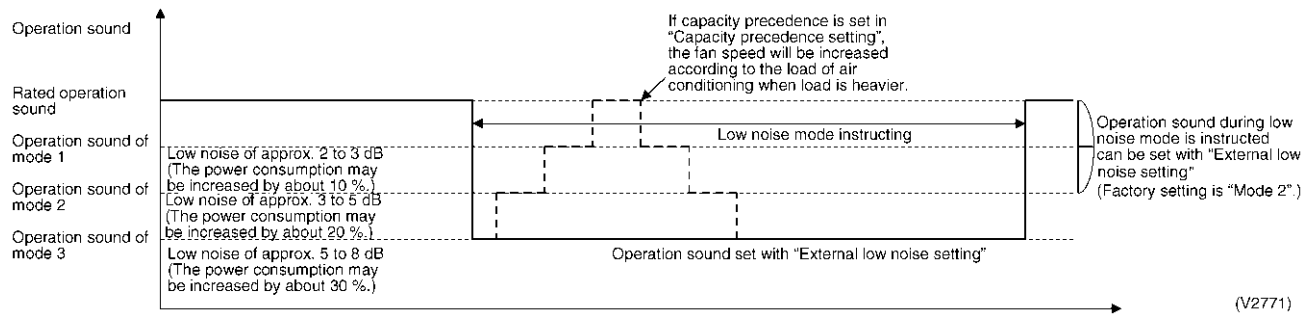 Operation sound
If capacity precedence is set in
"Capacity precedence setting",
the fan speed will be increased
according to the load of air
conditioning when load is heavier.
Rated operation
sound
Low noise mode instructing
Operation sound during low
noise mode is instructed
can be set with "External low
noise setting"
(Factory setting is "Mode 2".)
Operation sound of
mode 1
Low noise of approx. 2 to 3 dB
(The power consumption may
be increased by about 10 %.)
Operation sound of
mode 2
Low noise of approx. 3 to 5 dB
(The power consumption may
be increased by about 20 %.)
Operation sound of
mode 3
Operation sound set with "External low noise setting"
Low noise of approx. 5 to 8 dB
(The power consumption may
be increased by about 30 %.)
(V2771)